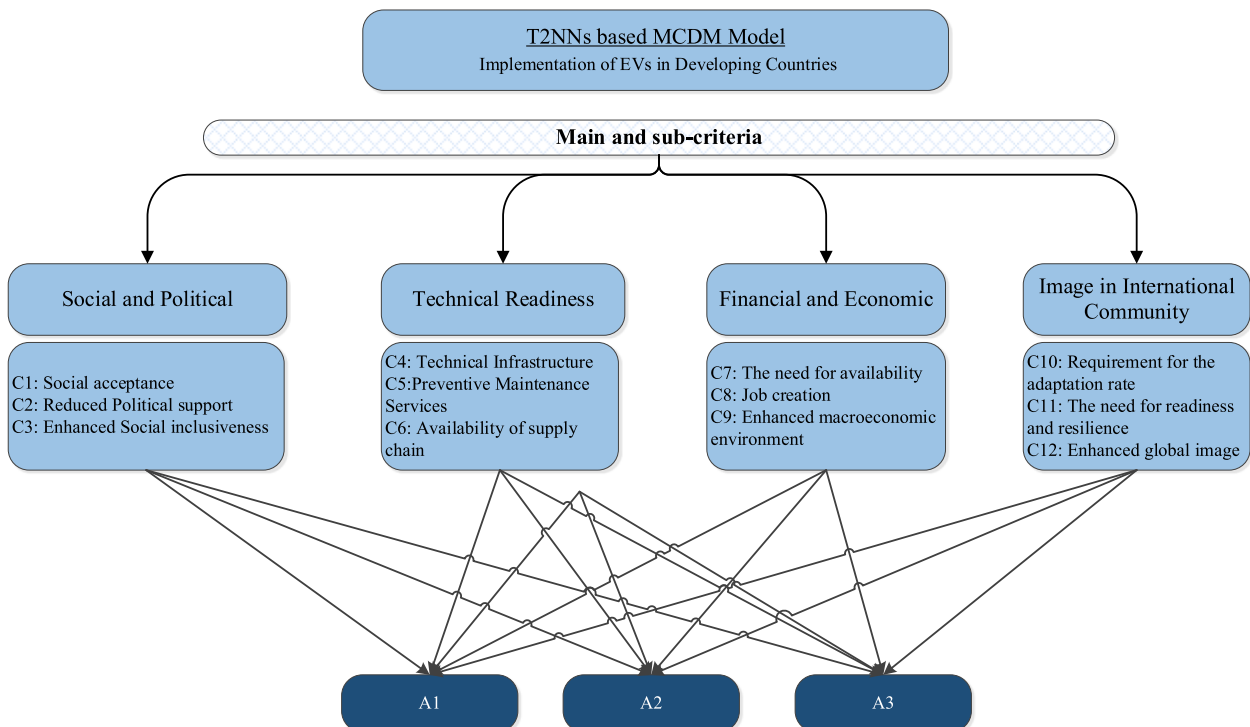 T2NNs based MCDM Model
Implementation of EVs in Developing Countries
Main and sub-criteria
Social and Political
Technical Readiness
Financial and Economic
Image in International
Community
C1: Social acceptance
C2: Reduced Political support
C3: Enhanced Social inclusiveness
C4: Technical Infrastructure
C5:Preventive Maintenance
Services
C6: Availability of supply
chain
C7: The need for availability
C8: Job creation
C9: Enhanced macroeconomic
environment
C10: Requirement for the
adaptation rate
C11: The need for readiness
and resilience
C12: Enhanced global image
A1
A2
A3